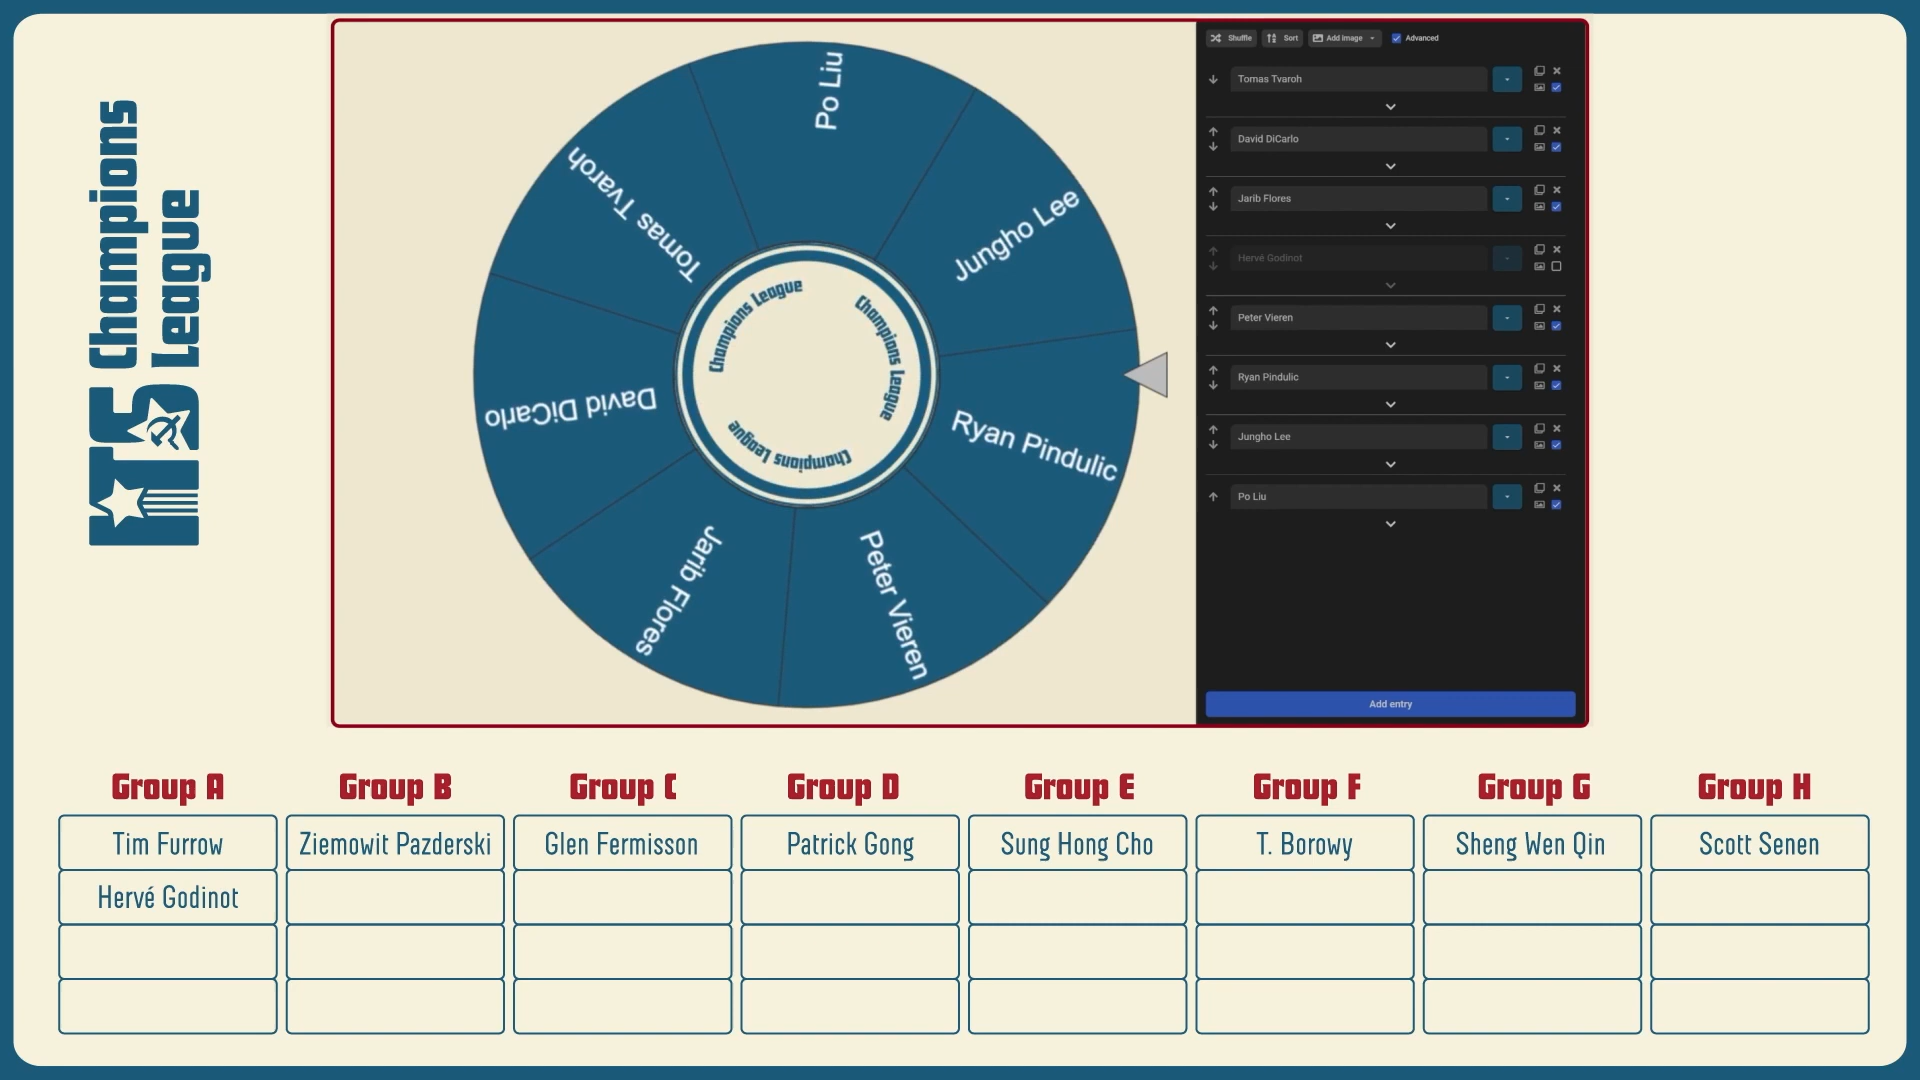 ITS Champions
League
Po Liu
Jungho Lee
Ryan Pindulic
Peter Vieren
Jarib Flores
David DiCarlo
Tomas Tvaroh
Champions League
Champions League
Champions League
Shuffle Sort Add image Advanced
Tomas Tvaroh
David DiCarlo
Jarib Flores
Hervé Godinot
Peter Vieren
Ryan Pindulic
Jungho Lee
Po Liu
Add entry
Group A Group B Group C Group D Group E Group F Group G Group H
Tim Furrow Ziemowit Pazderski Glen Fermisson Patrick Gong Sung Hong Cho T. Borowy Sheng Wen Qin Scott Senen
Hervé Godinot